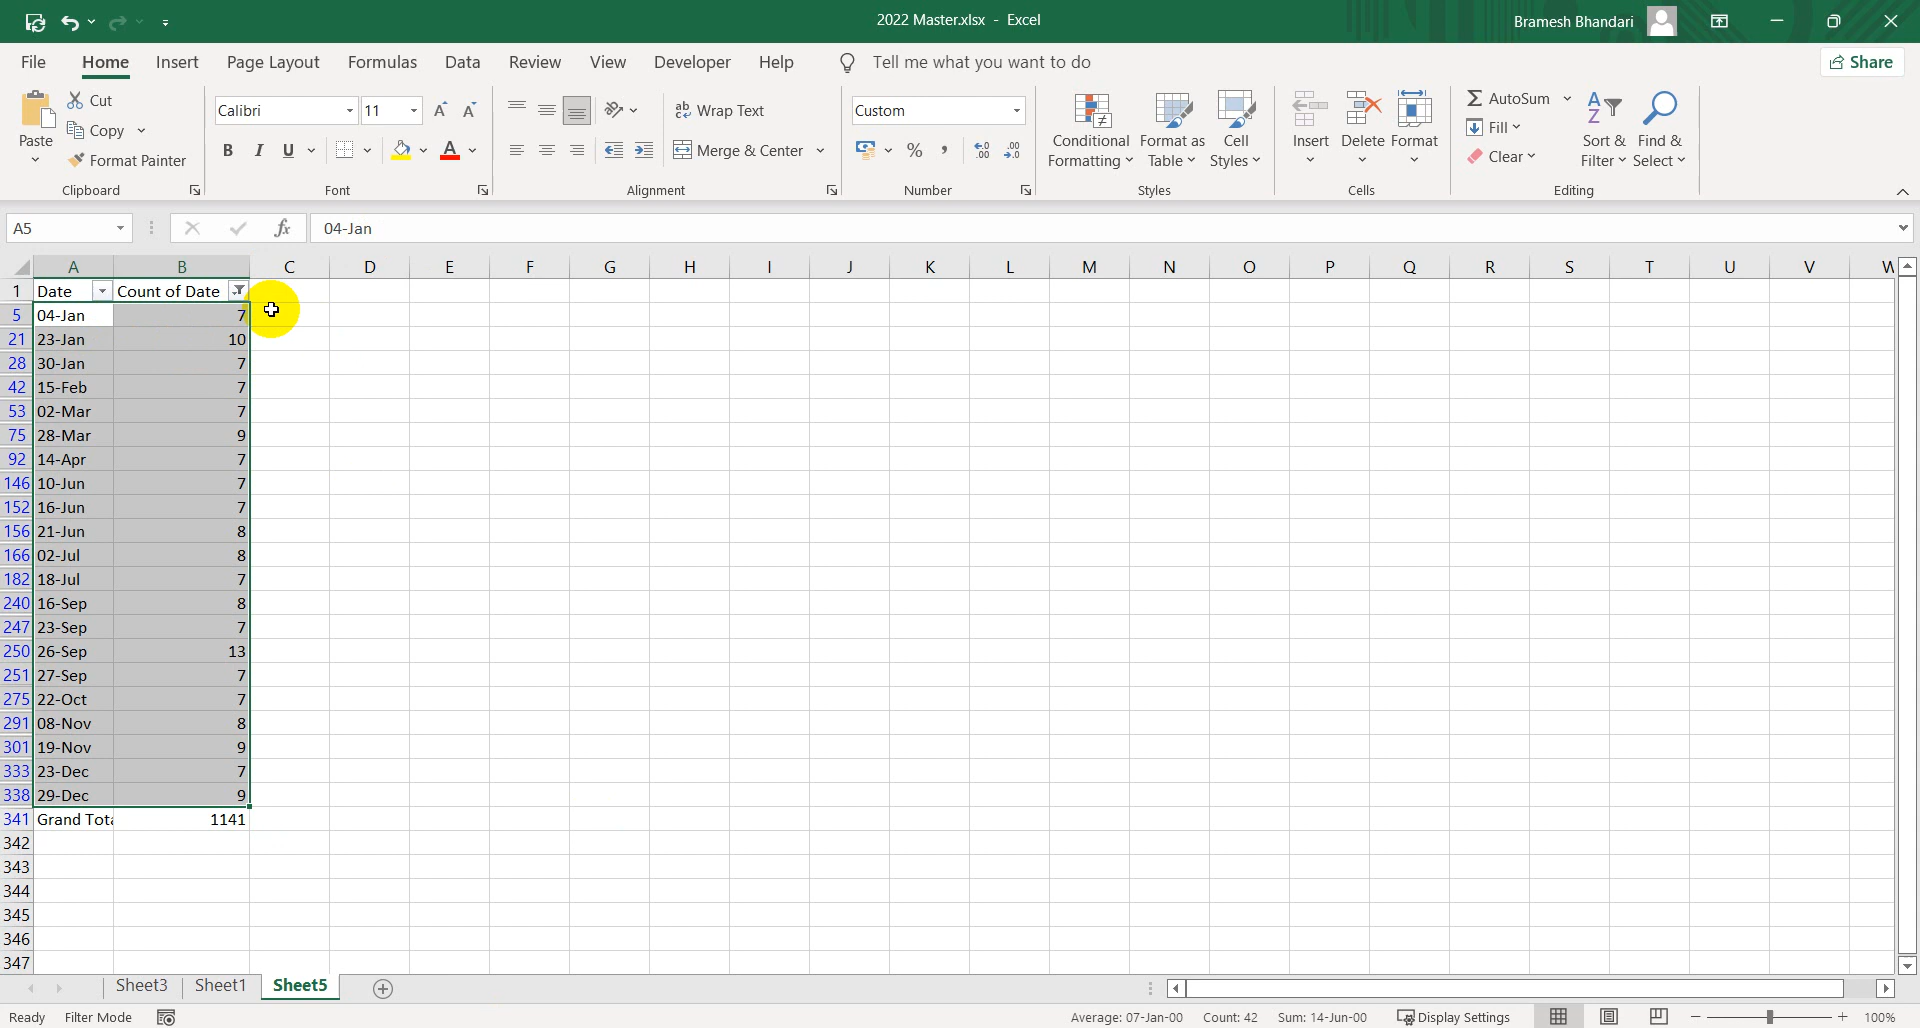 2022 Master.xlsx - Excel
Bramesh Bhandari
File Home Insert Page Layout Formulas Data Review View Developer Help Tell me what you want to do Share
Paste
Cut
Copy
Format Painter
Clipboard
Calibri 11
B I U
Font
Wrap Text
Merge & Center
Alignment
Custom
%
Number
Conditional Formatting
Format as Table
Cell Styles
Styles
Insert
Delete
Format
Cells
AutoSum
Fill
Clear
Sort & Filter
Find & Select
Editing
A5 fx 04-Jan
A B C D E F G H I J K L M N O P Q R S T U V W
1 Date Count of Date
5 04-Jan 7
21 23-Jan 10
28 30-Jan 7
42 15-Feb 7
53 02-Mar 7
75 28-Mar 9
92 14-Apr 7
146 10-Jun 7
152 16-Jun 7
156 21-Jun 8
166 02-Jul 8
182 18-Jul 7
240 16-Sep 8
247 23-Sep 7
250 26-Sep 13
251 27-Sep 7
275 22-Oct 7
291 08-Nov 8
301 19-Nov 9
333 23-Dec 7
338 29-Dec 9
341 Grand Tota 1141
342
343
344
345
346
347
Sheet3 Sheet1 Sheet5
Ready Filter Mode Average: 07-Jan-00 Count: 42 Sum: 14-Jun-00 Display Settings 100%